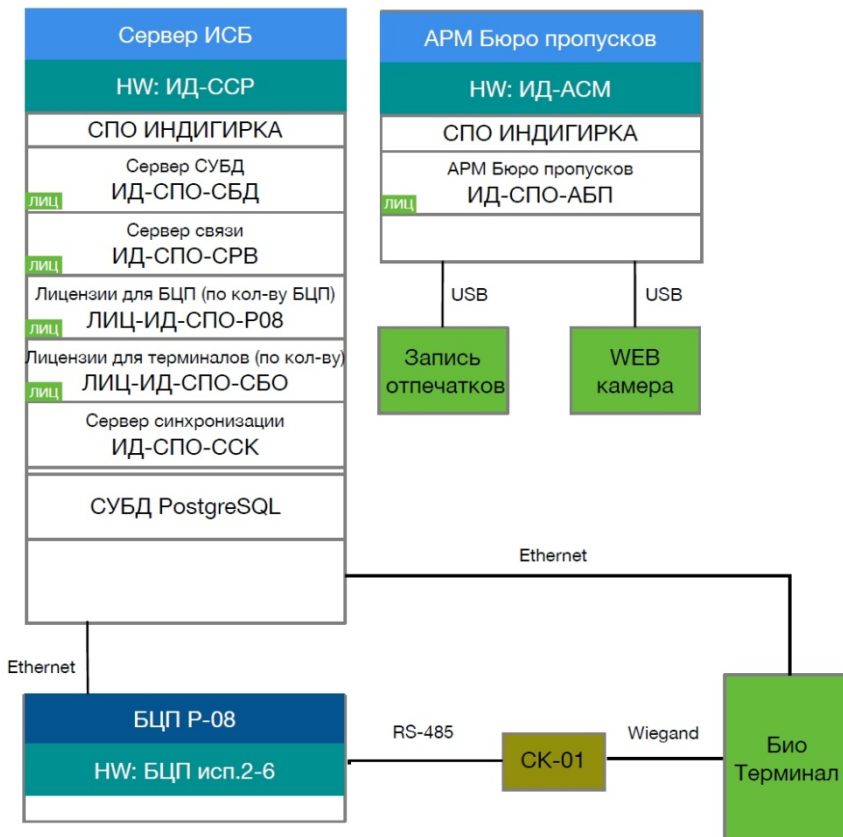 Сервер ИСБ
HW: ИД-ССР
СПО ИНДИГИРКА
Сервер СУБД
ИД-СПО-СБД
ЛИЦ
Сервер связи
ИД-СПО-СРВ
ЛИЦ
Лицензии для БЦП (по кол-ву БЦП)
ЛИЦ-ИД-СПО-Р08
ЛИЦ
Лицензии для терминалов (по кол-ву)
ЛИЦ-ИД-СПО-СБО
ЛИЦ
Сервер синхронизации
ИД-СПО-ССК
СУБД PostgreSQL
АРМ Бюро пропусков
HW: ИД-АСМ
СПО ИНДИГИРКА
АРМ Бюро пропусков
ИД-СПО-АБП
ЛИЦ
USB
USB
Запись
отпечатков
WEB
камера
Ethernet
Ethernet
БЦП Р-08
HW: БЦП исп.2-6
RS-485
СК-01
Wiegand
Био
Терминал